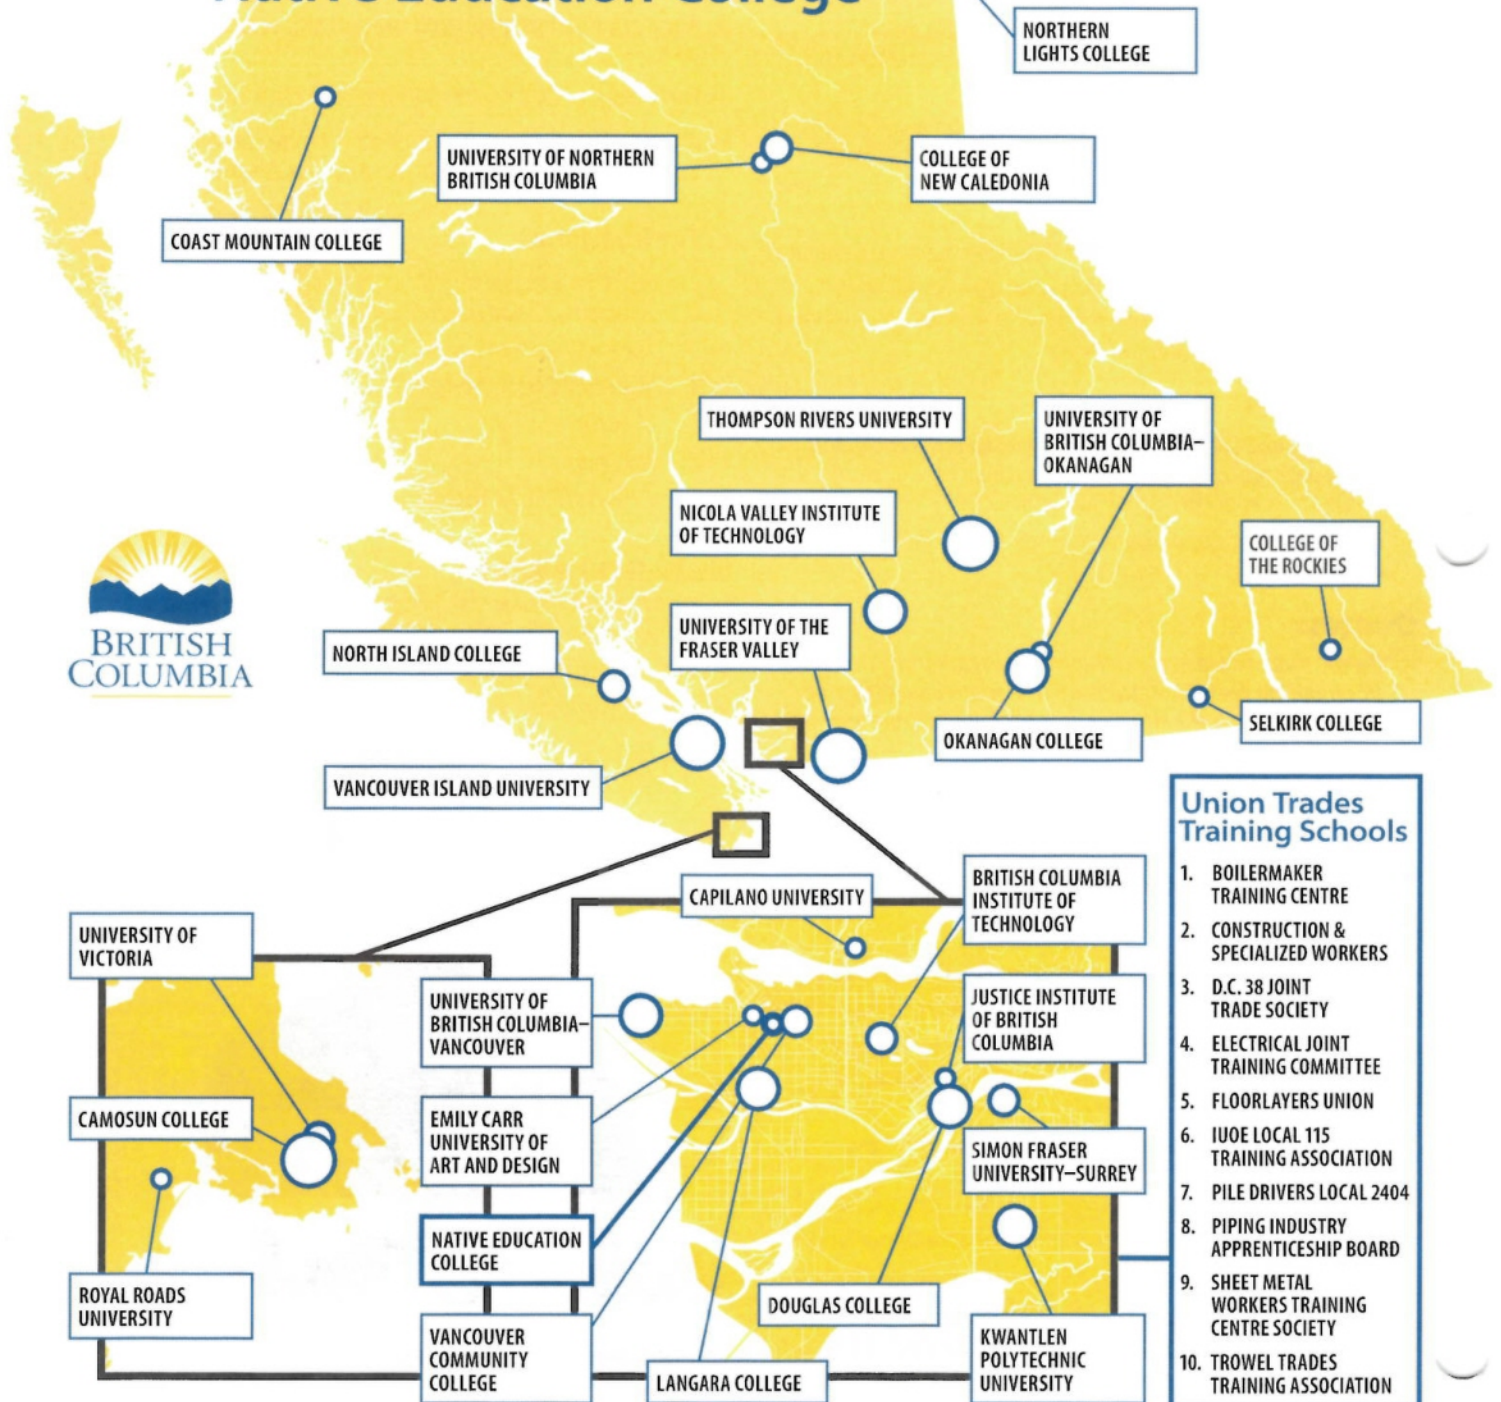 Native Education College
NORTHERN
LIGHTS COLLEGE
UNIVERSITY OF NORTHERN
BRITISH COLUMBIA
COLLEGE OF
NEW CALEDONIA
COAST MOUNTAIN COLLEGE
THOMPSON RIVERS UNIVERSITY
UNIVERSITY OF
BRITISH COLUMBIA–
OKANAGAN
NICOLA VALLEY INSTITUTE
OF TECHNOLOGY
COLLEGE OF
THE ROCKIES
BRITISH
COLUMBIA
NORTH ISLAND COLLEGE
UNIVERSITY OF THE
FRASER VALLEY
OKANAGAN COLLEGE
SELKIRK COLLEGE
VANCOUVER ISLAND UNIVERSITY
CAPILANO UNIVERSITY
BRITISH COLUMBIA
INSTITUTE OF
TECHNOLOGY
UNIVERSITY OF
VICTORIA
UNIVERSITY OF
BRITISH COLUMBIA–
VANCOUVER
JUSTICE INSTITUTE
OF BRITISH
COLUMBIA
CAMOSUN COLLEGE
EMILY CARR
UNIVERSITY OF
ART AND DESIGN
SIMON FRASER
UNIVERSITY–SURREY
NATIVE EDUCATION
COLLEGE
ROYAL ROADS
UNIVERSITY
DOUGLAS COLLEGE
VANCOUVER
COMMUNITY
COLLEGE
LANGARA COLLEGE
KWANTLEN
POLYTECHNIC
UNIVERSITY
Union Trades
Training Schools
1. BOILERMAKER
TRAINING CENTRE
2. CONSTRUCTION &
SPECIALIZED WORKERS
3. D.C. 38 JOINT
TRADE SOCIETY
4. ELECTRICAL JOINT
TRAINING COMMITTEE
5. FLOORLAYERS UNION
6. IUOE LOCAL 115
TRAINING ASSOCIATION
7. PILE DRIVERS LOCAL 2404
8. PIPING INDUSTRY
APPRENTICESHIP BOARD
9. SHEET METAL
WORKERS TRAINING
CENTRE SOCIETY
10. TROWEL TRADES
TRAINING ASSOCIATION